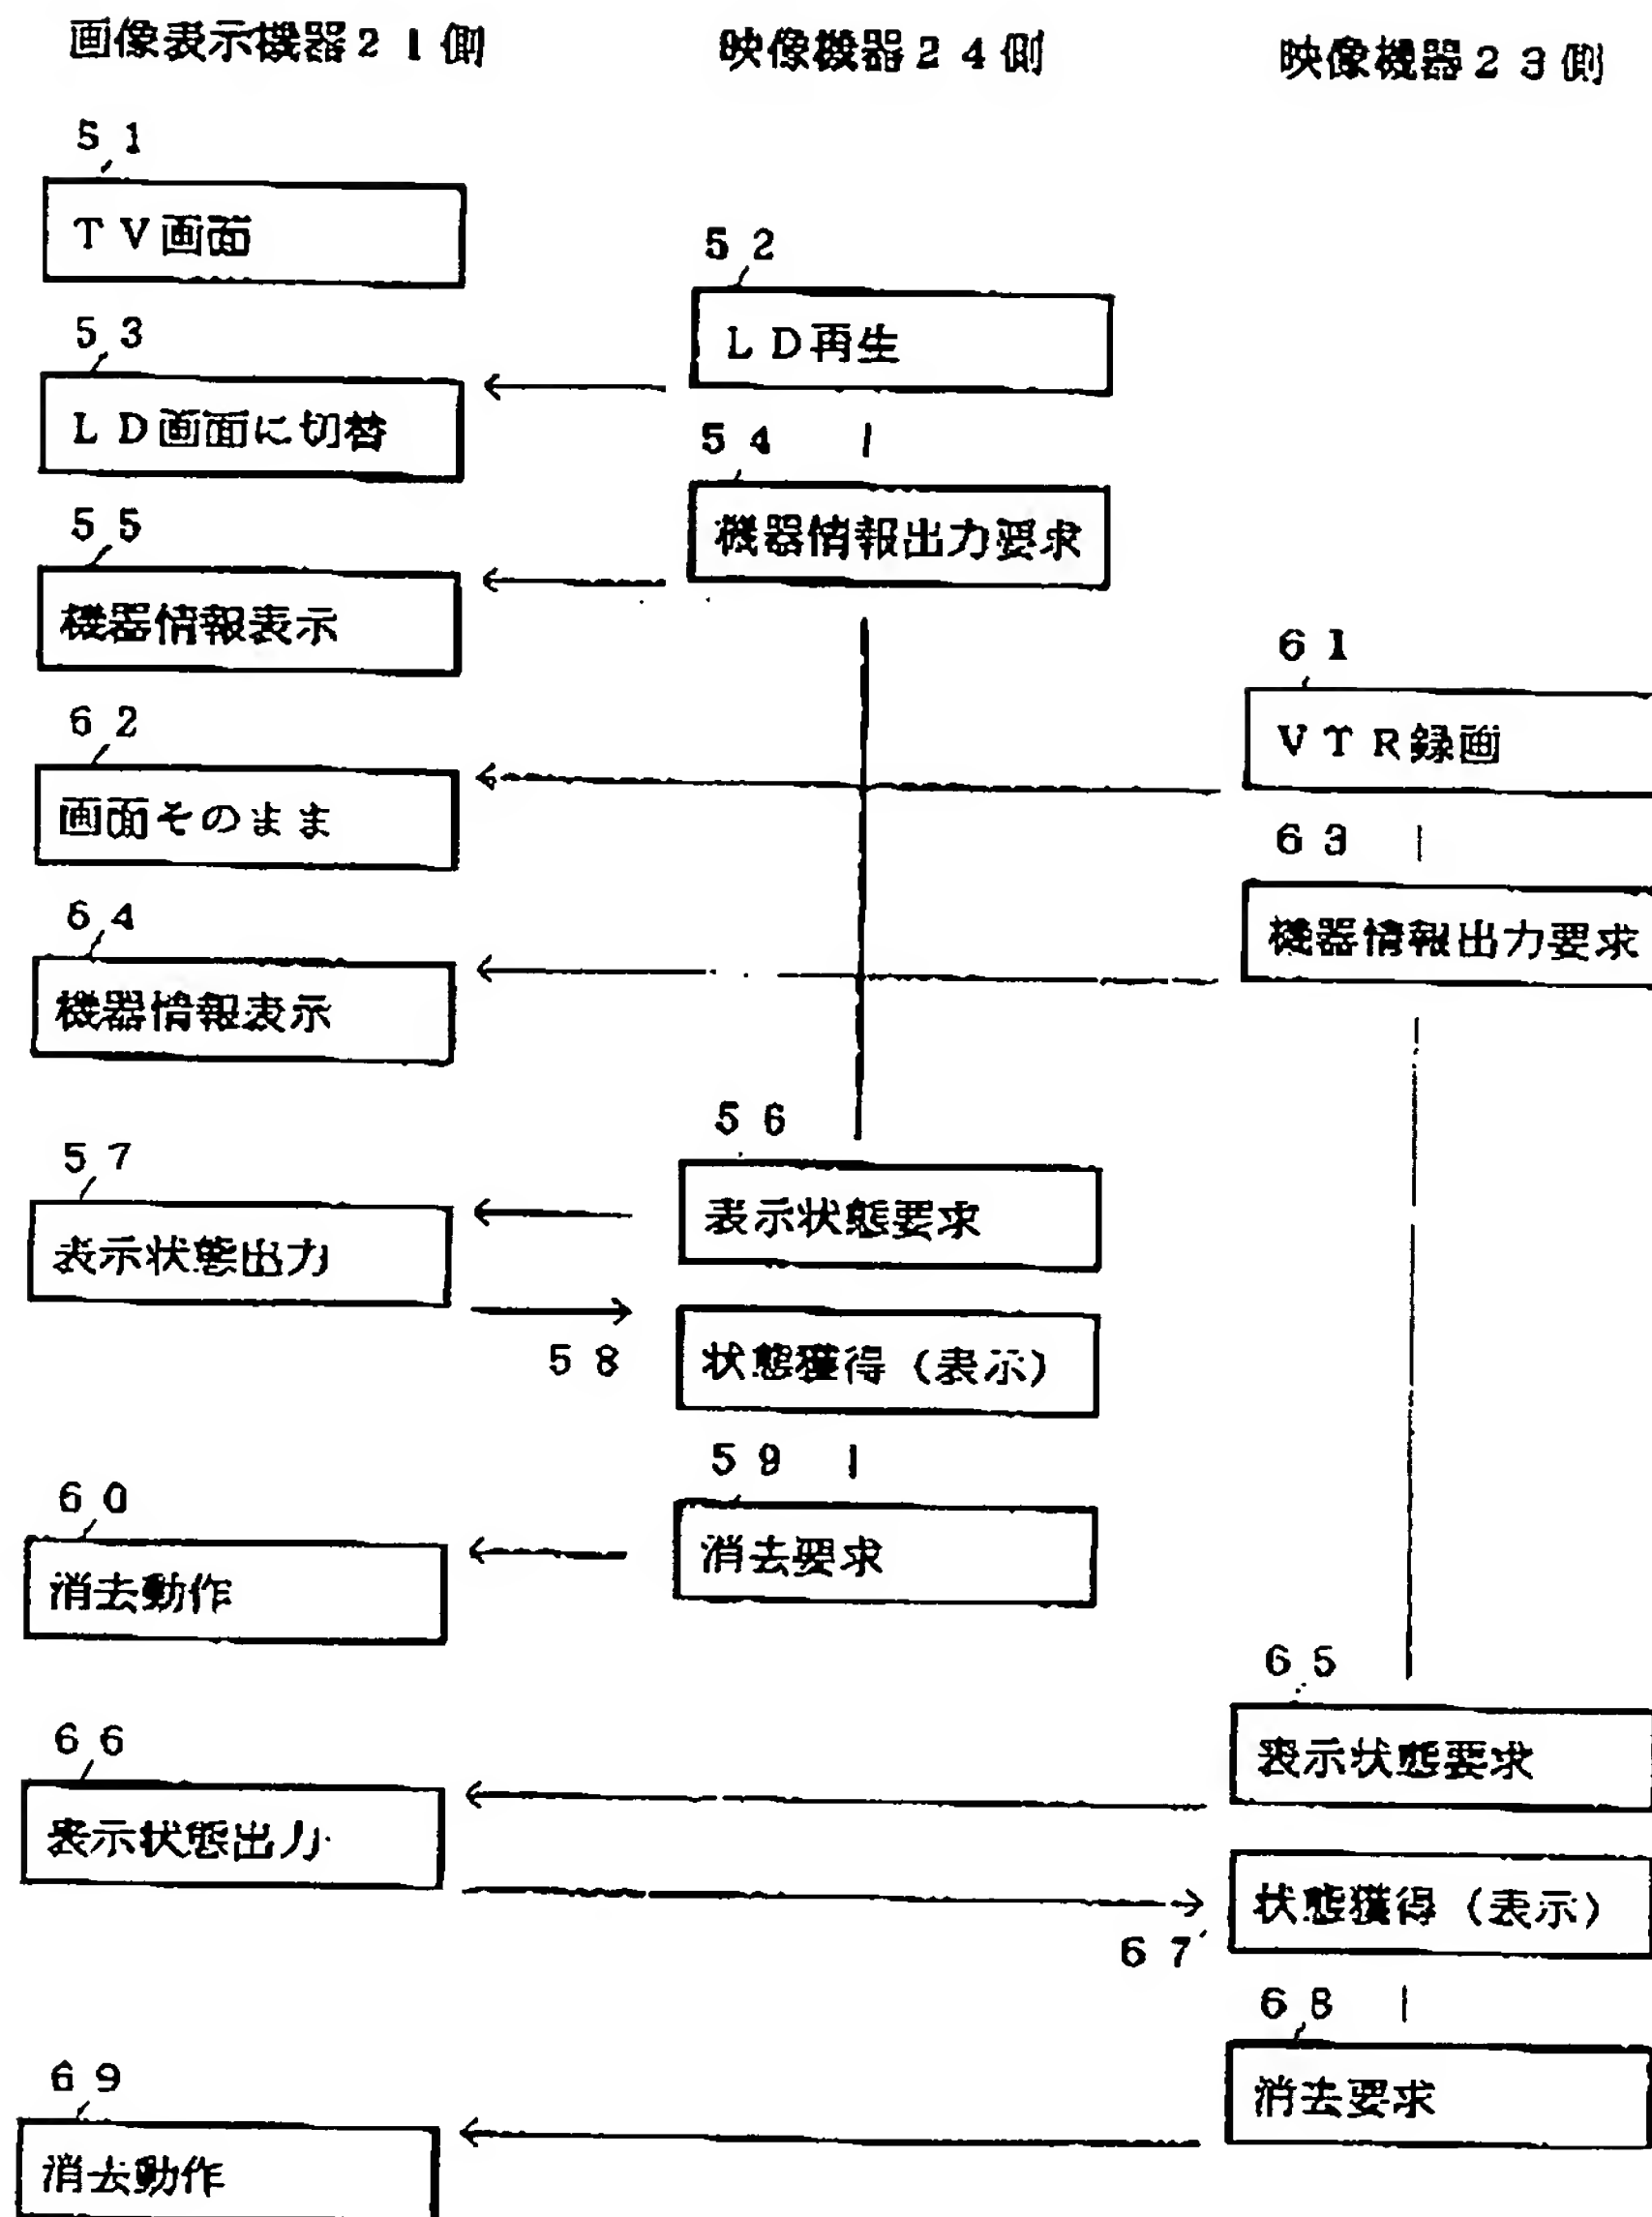 画像表示機器21側
映像機器24側
映像機器23側
51
TV画面
52
LD再生
53
LD画面に切替
54
機器情報出力要求
55
機器情報表示
61
VTR録画
62
画面そのまま
63
機器情報出力要求
64
機器情報表示
56
表示状態要求
57
表示状態出力
58
状態獲得(表示)
59
消去要求
60
消去動作
65
表示状態要求
66
表示状態出力
67
状態獲得(表示)
68
消去要求
69
消去動作